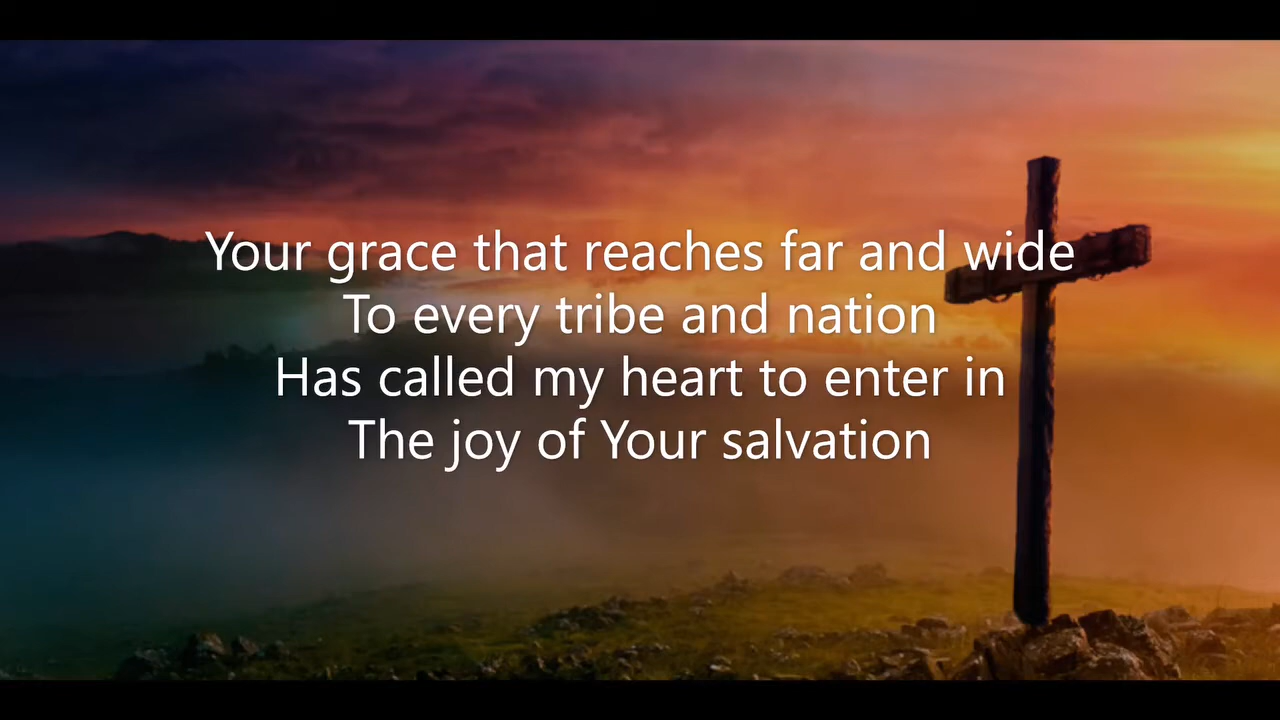 Your grace that reaches far and wide
To every tribe and nation
Has called my heart to enter in
The joy of Your salvation